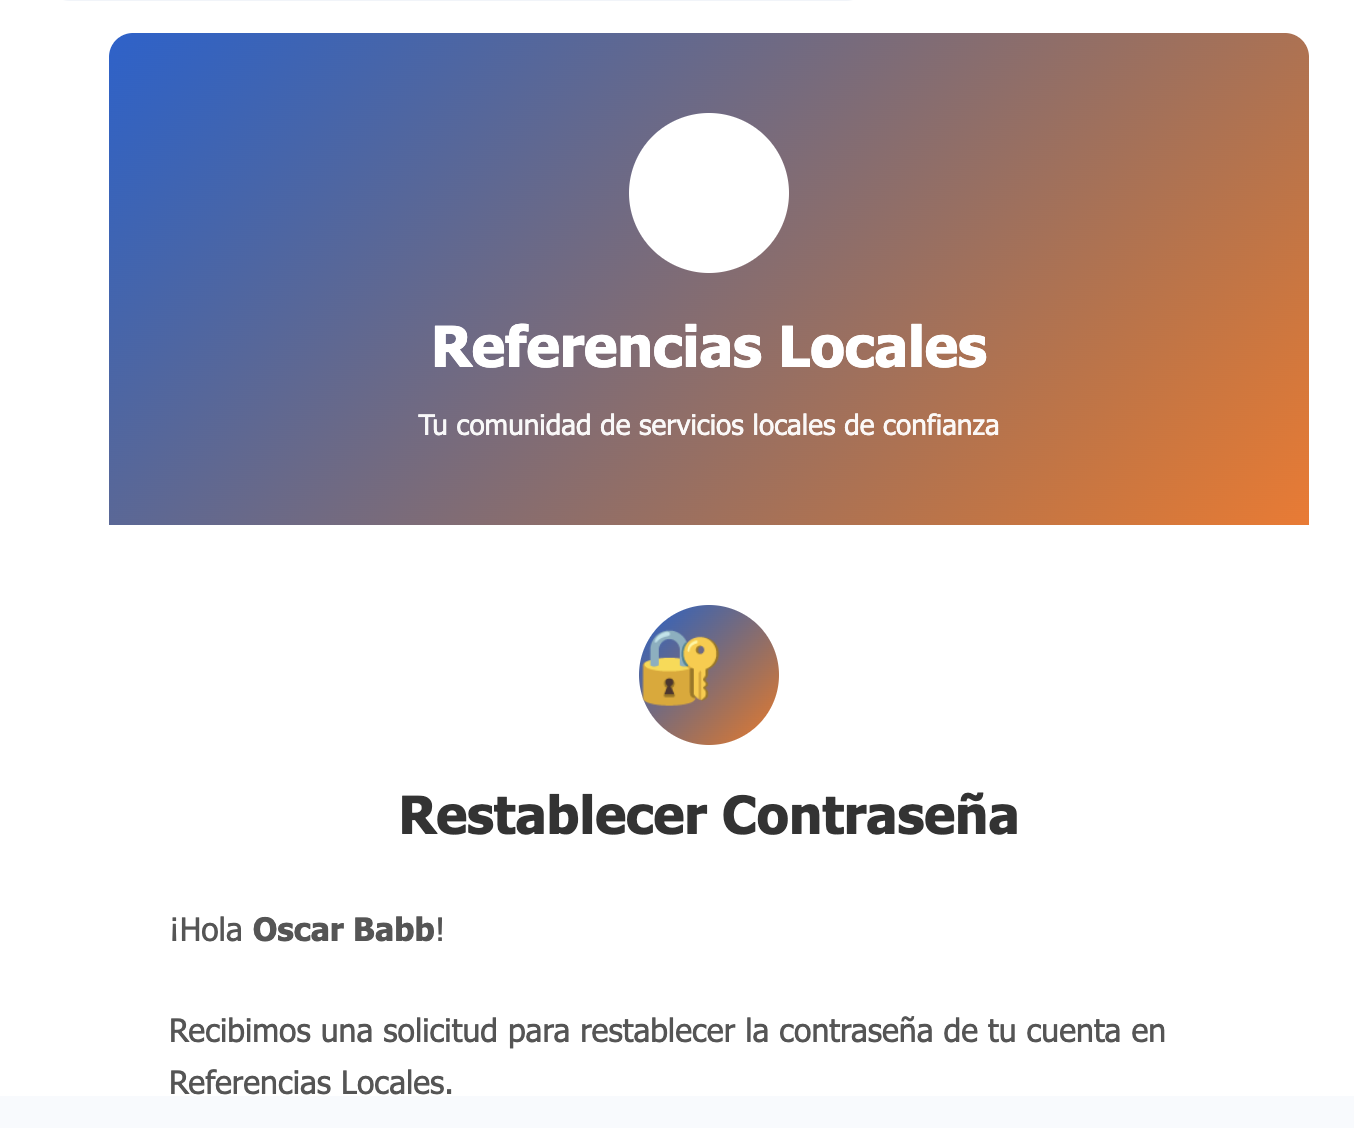 Referencias Locales
Tu comunidad de servicios locales de confianza
Restablecer Contraseña
¡Hola Oscar Babb!
Recibimos una solicitud para restablecer la contraseña de tu cuenta en
Referencias Locales.